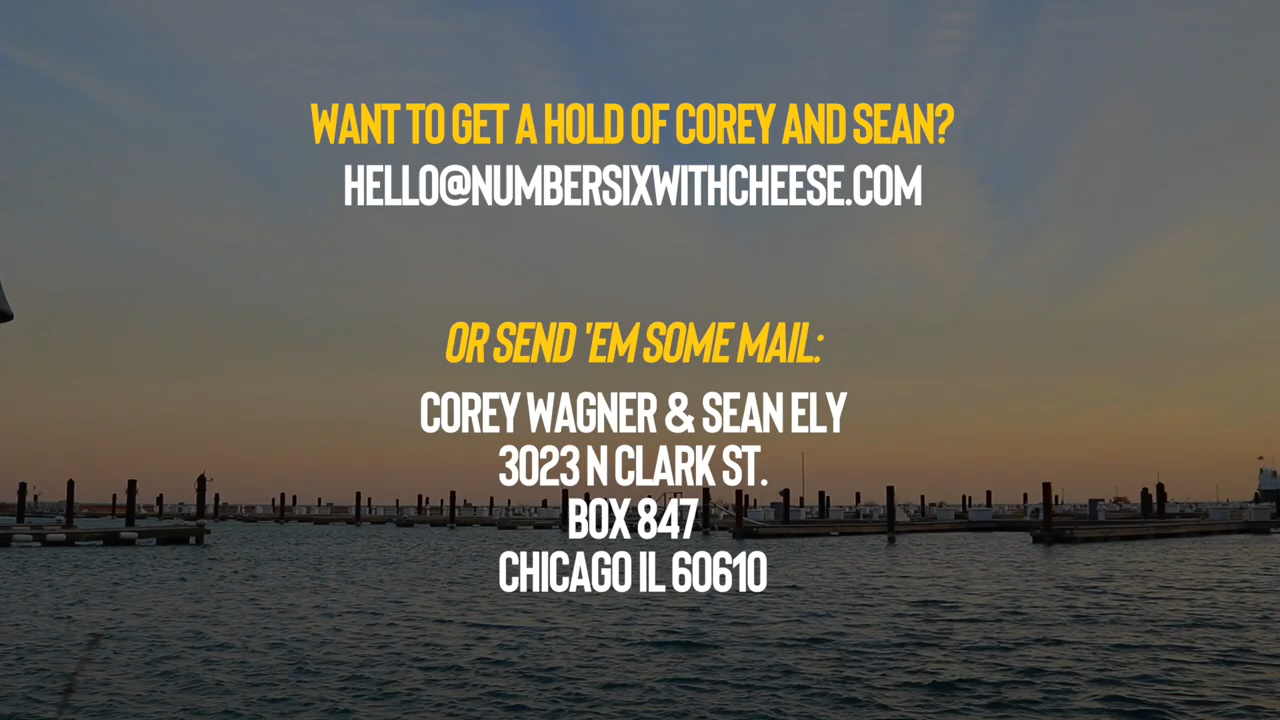 WANT TO GET A HOLD OF COREY AND SEAN?
HELLO@NUMBERSIXWITHCHEESE.COM
OR SEND 'EM SOME MAIL:
COREY WAGNER & SEAN ELY
3023 N CLARK ST.
BOX 847
CHICAGO IL 60610